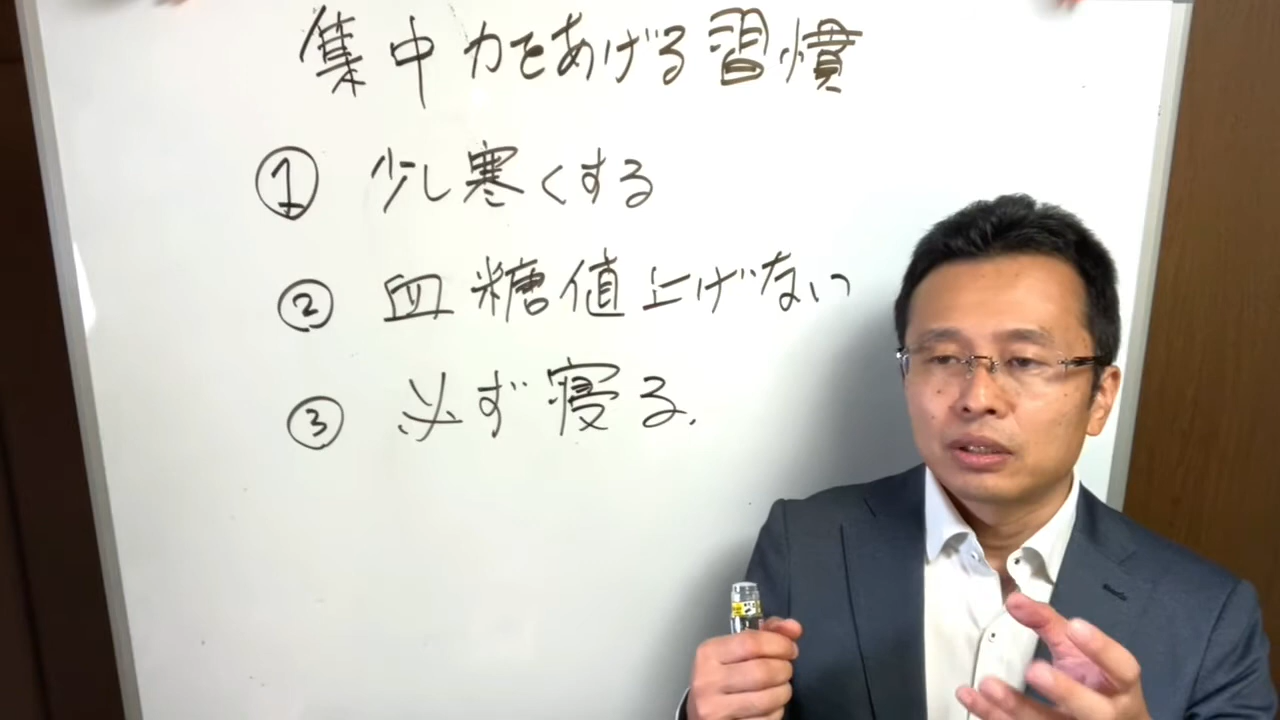 集中力をあげる習慣
① 少し寒くする
② 血糖値上げない
③ 必ず寝る.